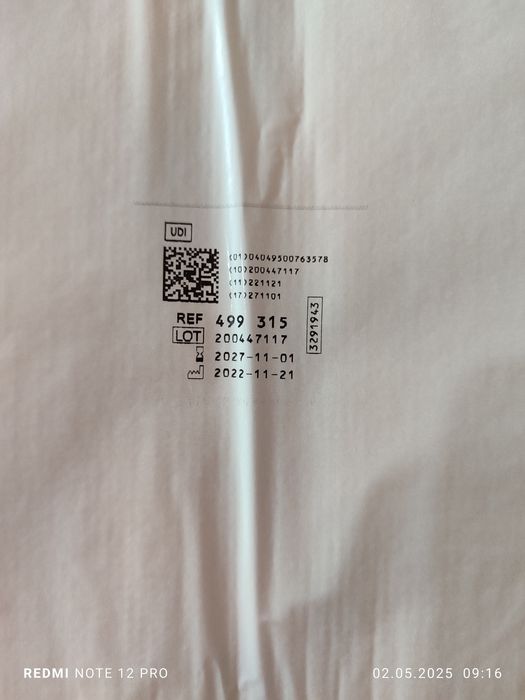 UDI
(01)04049500763578
(10)200447117
(11)221121
(17)271101
REF 499 315
LOT 200447117
2027-11-01
2022-11-21
3291943
REDMI NOTE 12 PRO
02.05.2025 09:16